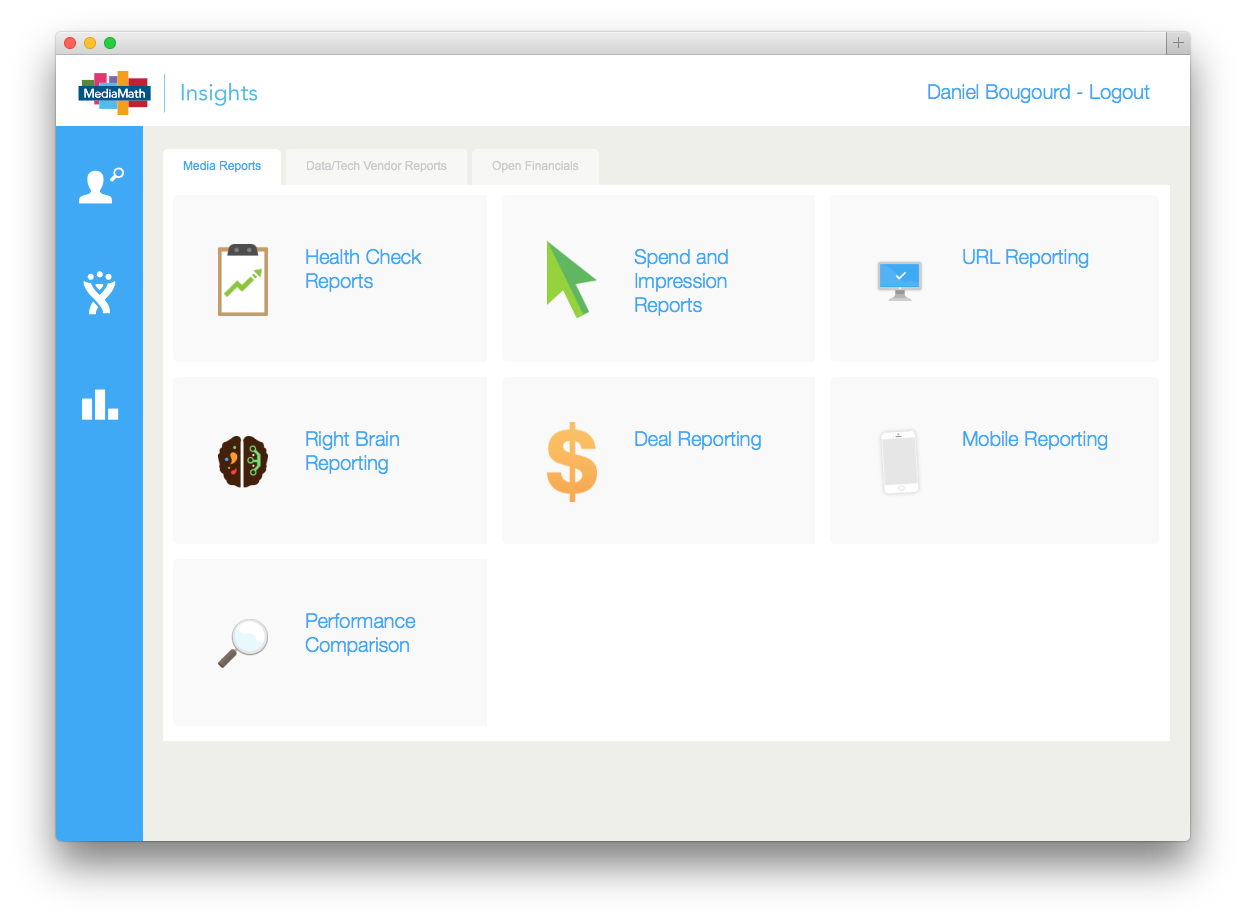 MediaMath
Insights
Daniel Bougourd - Logout
Media Reports
Data/Tech Vendor Reports
Open Financials
Health Check
Reports
Spend and
Impression
Reports
URL Reporting
Right Brain
Reporting
Deal Reporting
Mobile Reporting
Performance
Comparison